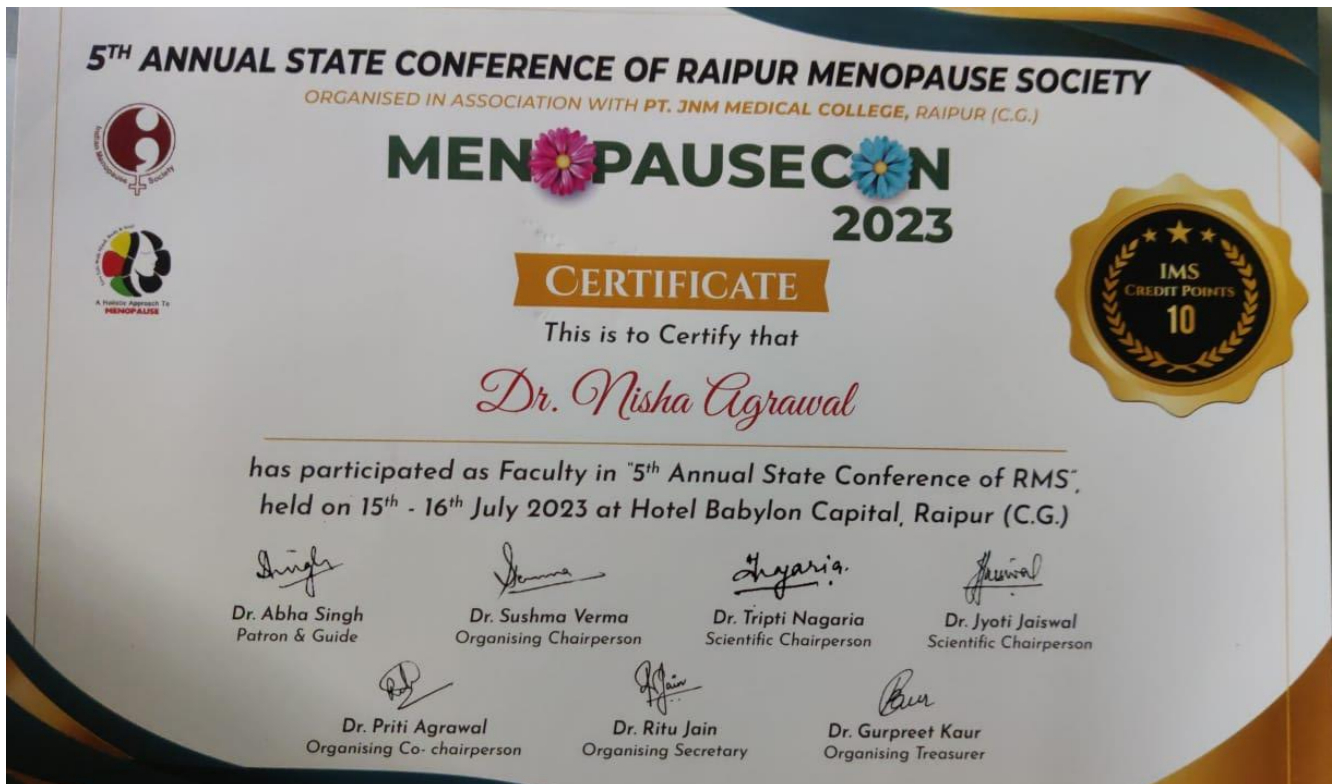 5TH ANNUAL STATE CONFERENCE OF RAIPUR MENOPAUSE SOCIETY
ORGANISED IN ASSOCIATION WITH PT. JNM MEDICAL COLLEGE, RAIPUR (C.G.)
Indian Menopause Society
MENOPAUSECON
2023
A Holistic Approach To
MENOPAUSE
IMS
CREDIT POINTS
10
CERTIFICATE
This is to Certify that
Dr. Nisha Agrawal
has participated as Faculty in "5th Annual State Conference of RMS",
held on 15th - 16th July 2023 at Hotel Babylon Capital, Raipur (C.G.)
Dr. Abha Singh
Patron & Guide
Dr. Sushma Verma
Organising Chairperson
Dr. Tripti Nagaria
Scientific Chairperson
Dr. Jyoti Jaiswal
Scientific Chairperson
Dr. Priti Agrawal
Organising Co- chairperson
Dr. Ritu Jain
Organising Secretary
Dr. Gurpreet Kaur
Organising Treasurer